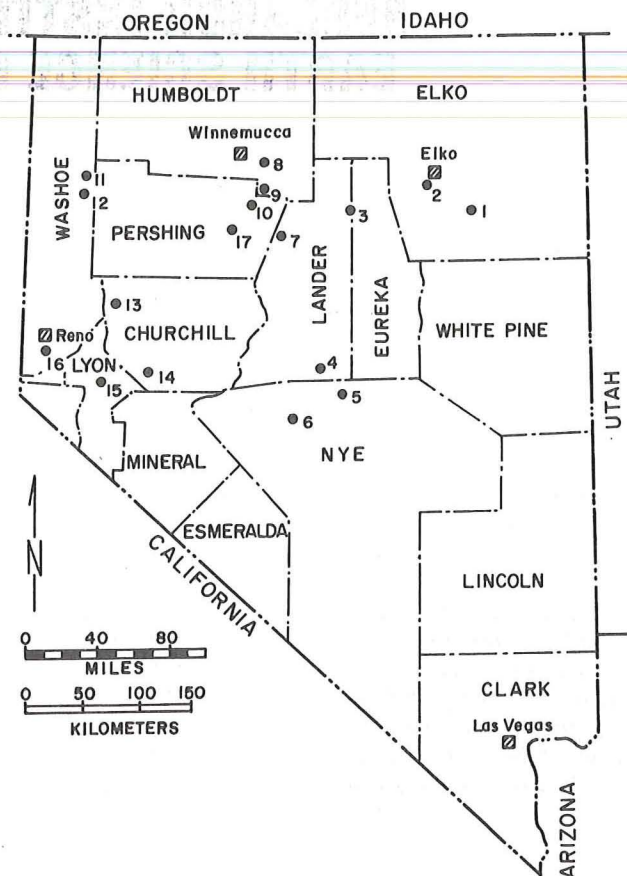 OREGON
IDAHO
HUMBOLDT
ELKO
Winnemucca
Elko
8
11
12
9
2
1
10
3
WASHOE
PERSHING
17
7
LANDER
EUREKA
13
CHURCHILL
WHITE PINE
Reno
16
LYON
14
4
15
5
UTAH
6
NYE
MINERAL
ESMERALDA
N
CALIFORNIA
LINCOLN
0 40 80
MILES
0 50 100 150
KILOMETERS
CLARK
Las Vegas
ARIZONA